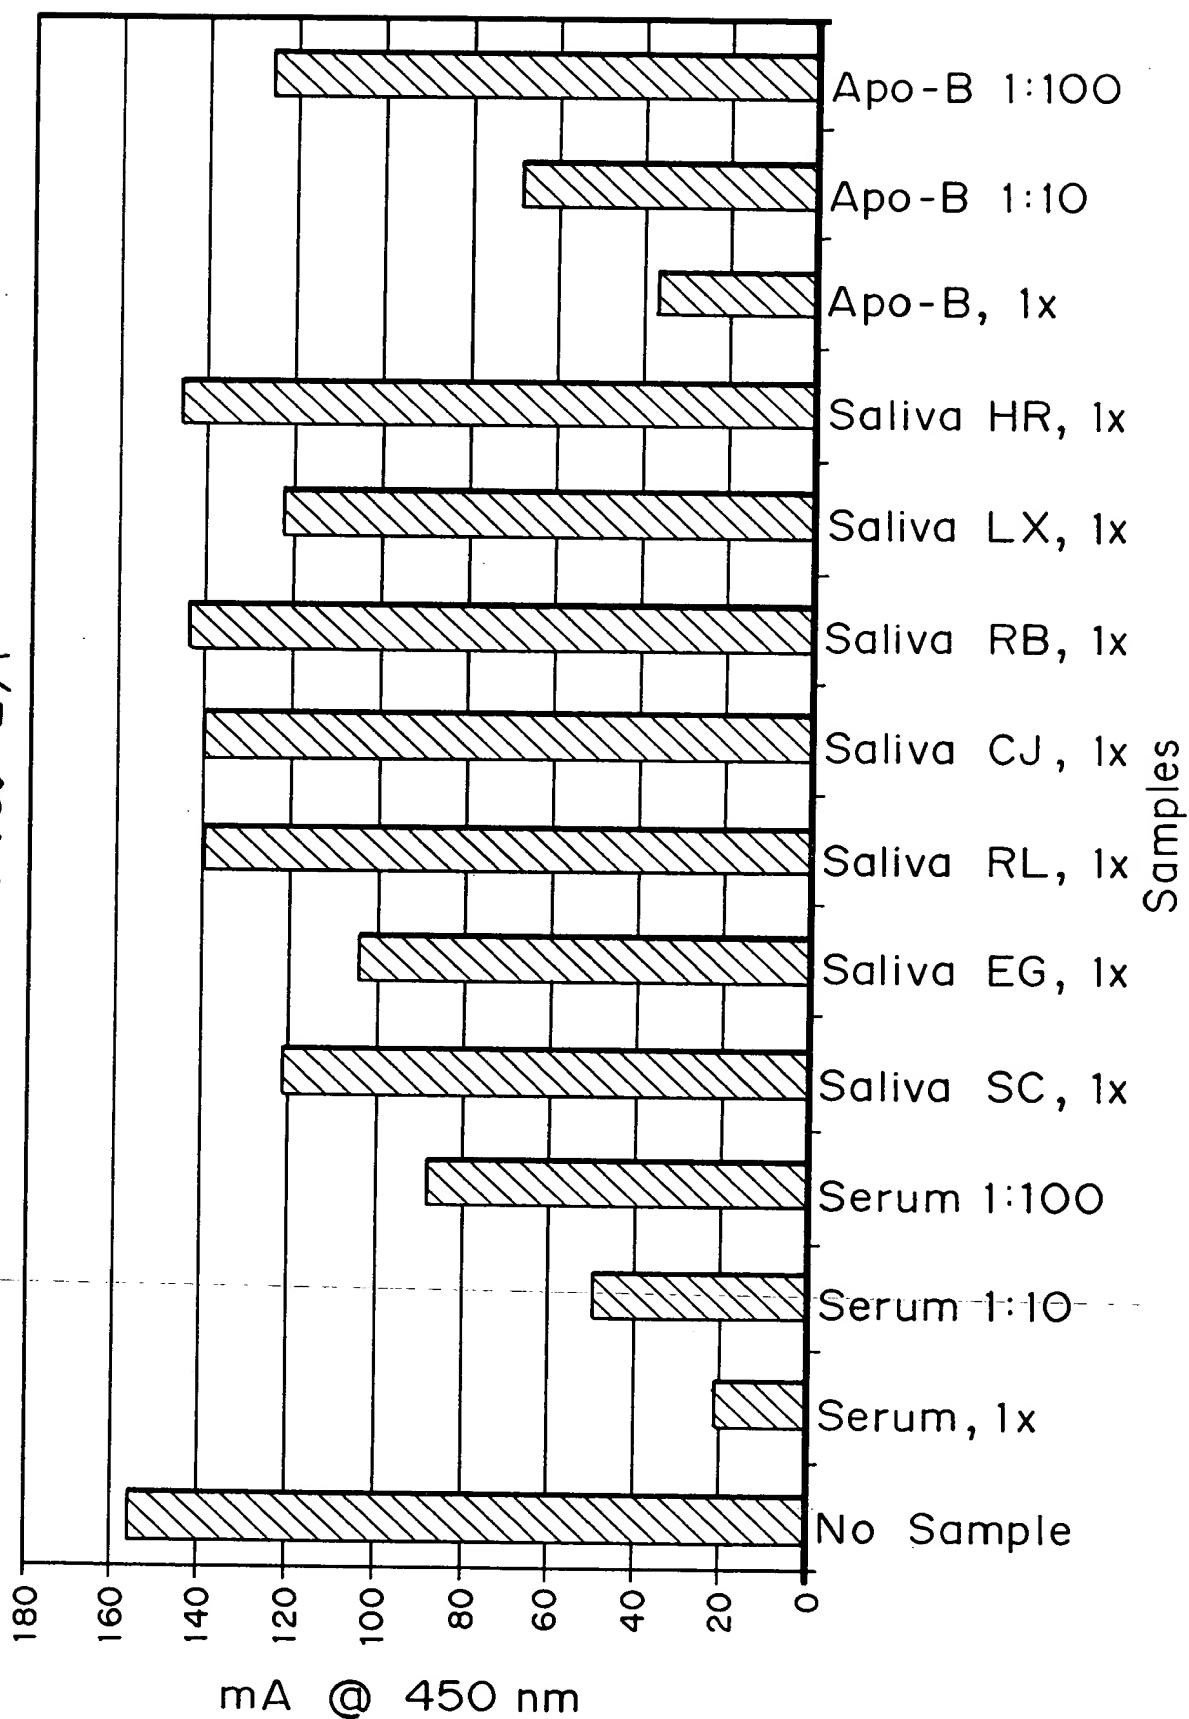 Apo-B 1:100
Apo-B 1:10
Apo-B, 1x
Saliva HR, 1x
Saliva LX, 1x
Saliva RB, 1x
Saliva CJ, 1x
Saliva RL, 1x
Saliva EG, 1x
Saliva SC, 1x
Serum 1:100
Serum 1:10
Serum, 1x
No Sample
Samples
180 160 140 120 100 80 60 40 20 0
mA @ 450 nm